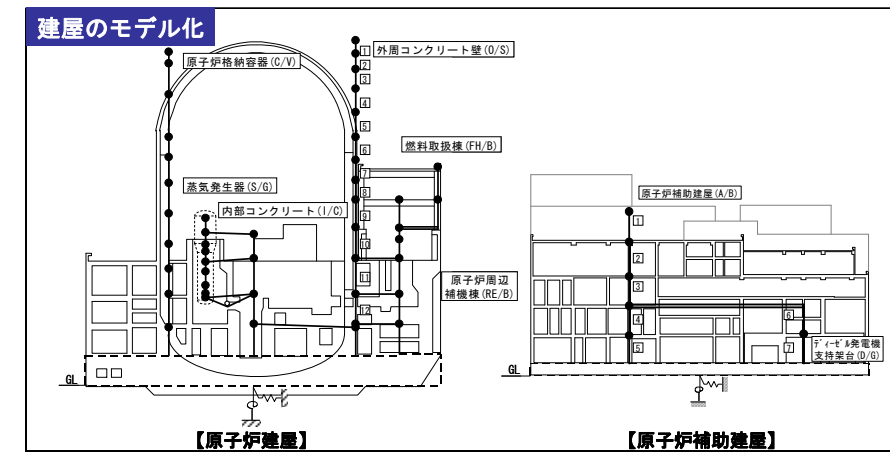 建屋のモデル化
原子炉格納容器(C/V)
1
外周コンクリート壁(O/S)
2
3
4
5
6
燃料取扱棟(FH/B)
7
蒸気発生器(S/G)
8
内部コンクリート(I/C)
9
10
11
原子炉周辺
補機棟(RE/B)
12
GL
【原子炉建屋】
原子炉補助建屋(A/B)
1
2
3
4
6
5
7
ディーゼル発電機
支持架台(D/G)
GL
【原子炉補助建屋】